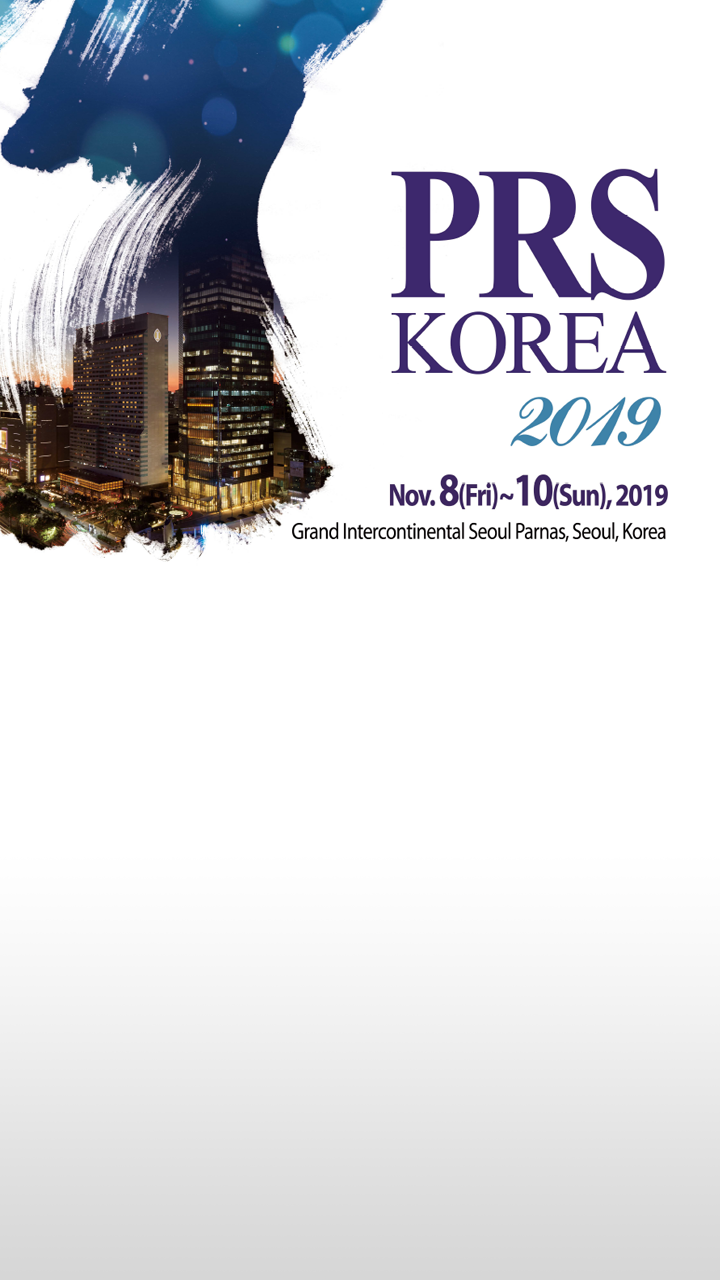 PRS
KOREA
2019
Nov. 8(Fri)~10(Sun), 2019
Grand Intercontinental Seoul Parnas, Seoul, Korea